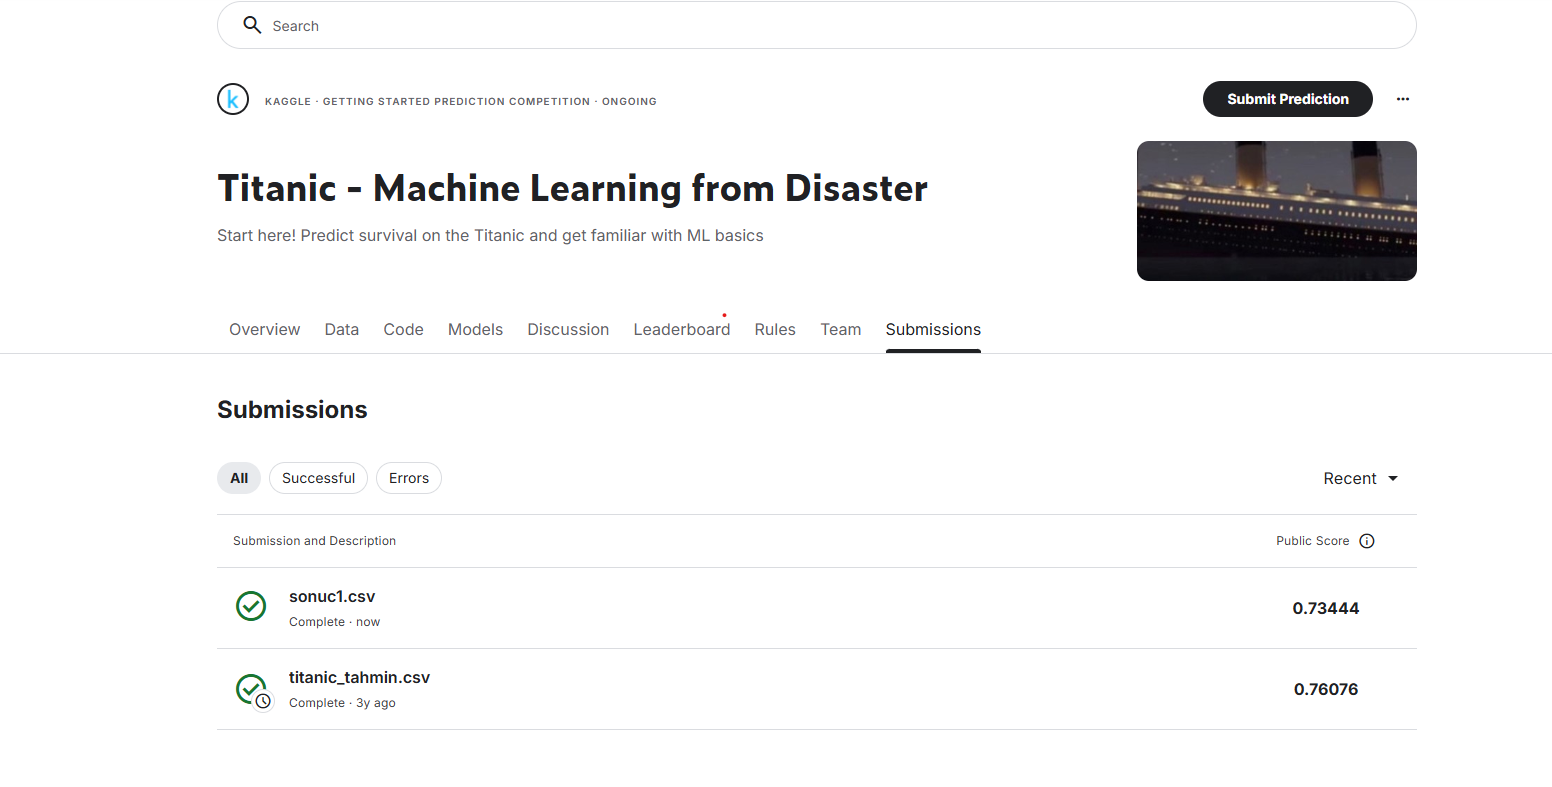 Search
k
KAGGLE · GETTING STARTED PREDICTION COMPETITION · ONGOING
Submit Prediction
Titanic - Machine Learning from Disaster
Start here! Predict survival on the Titanic and get familiar with ML basics
Overview Data Code Models Discussion Leaderboard Rules Team Submissions
Submissions
All Successful Errors Recent
Submission and Description Public Score
sonuc1.csv
Complete · now
0.73444
titanic_tahmin.csv
Complete · 3y ago
0.76076